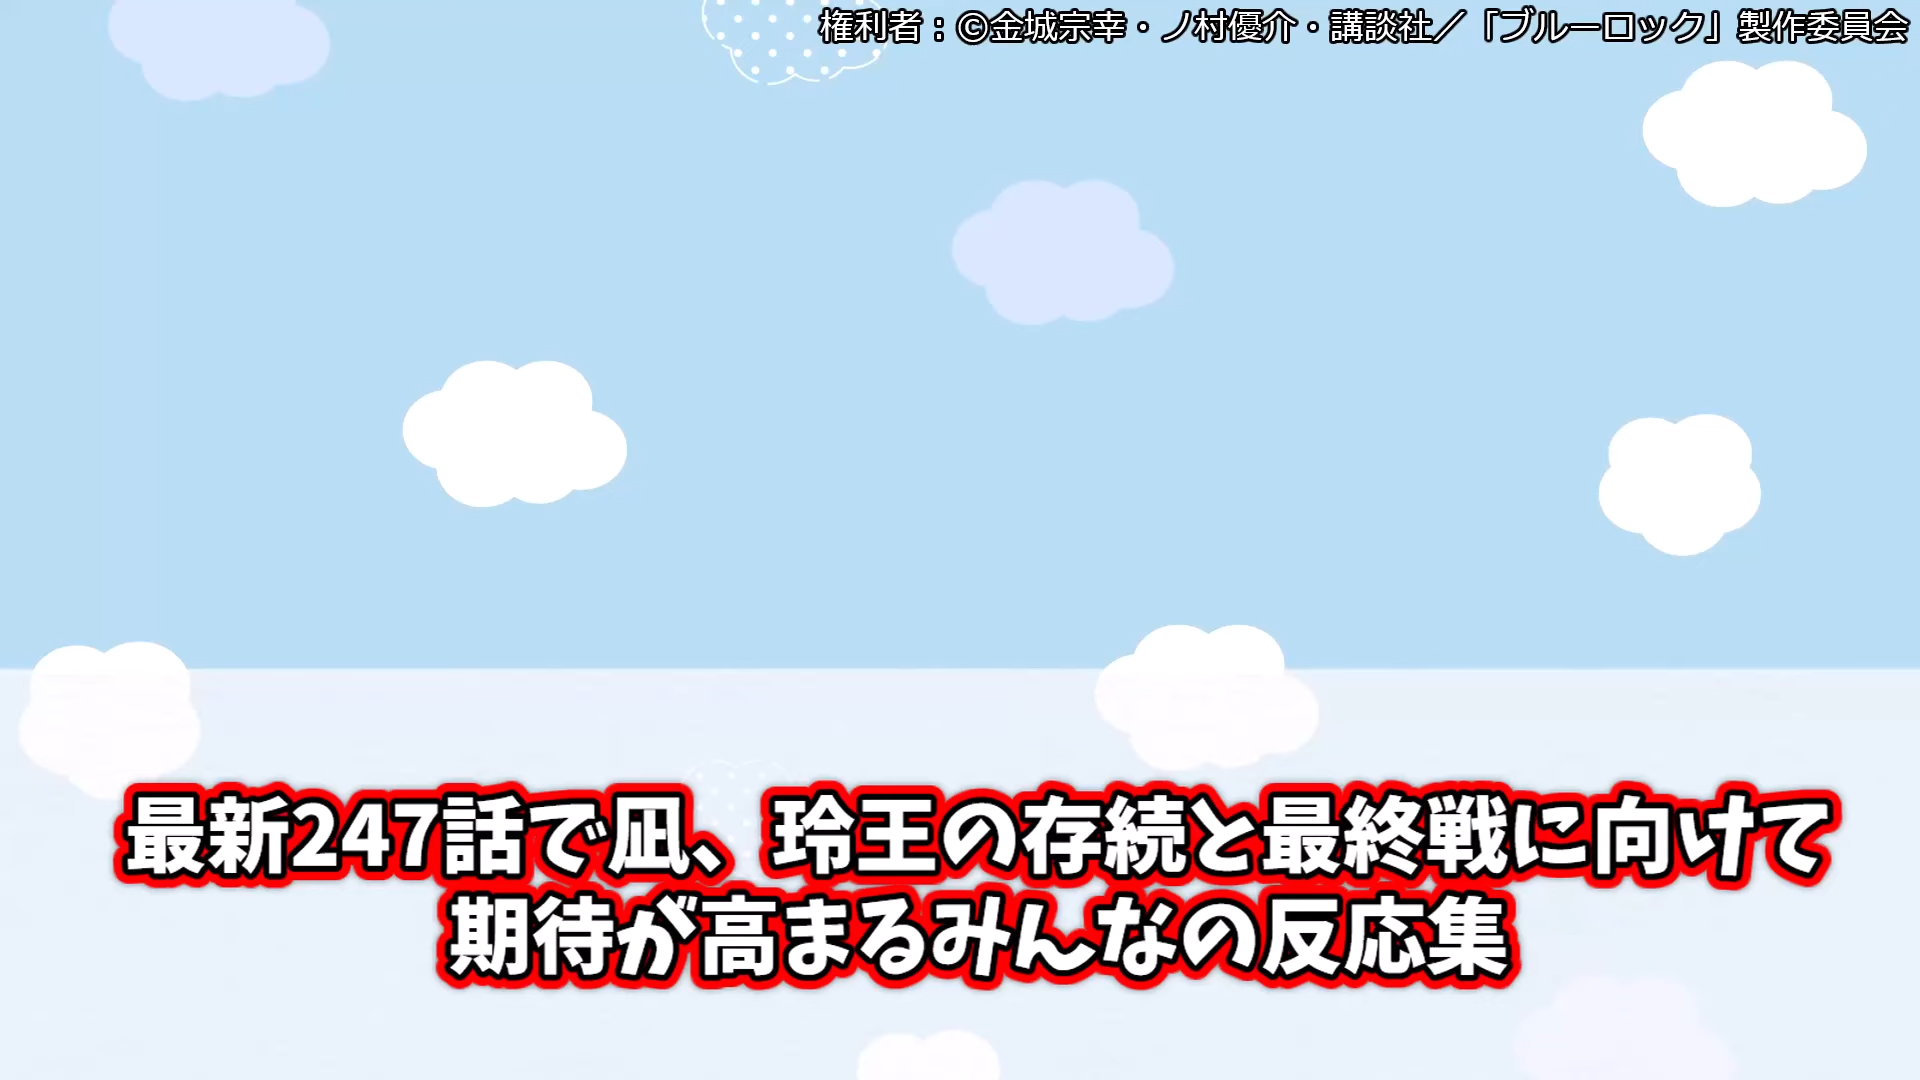 権利者：©金城宗幸・ノ村優介・講談社／「ブルーロック」製作委員会
最新247話で凪、玲王の存続と最終戦に向けて
期待が高まるみんなの反応集